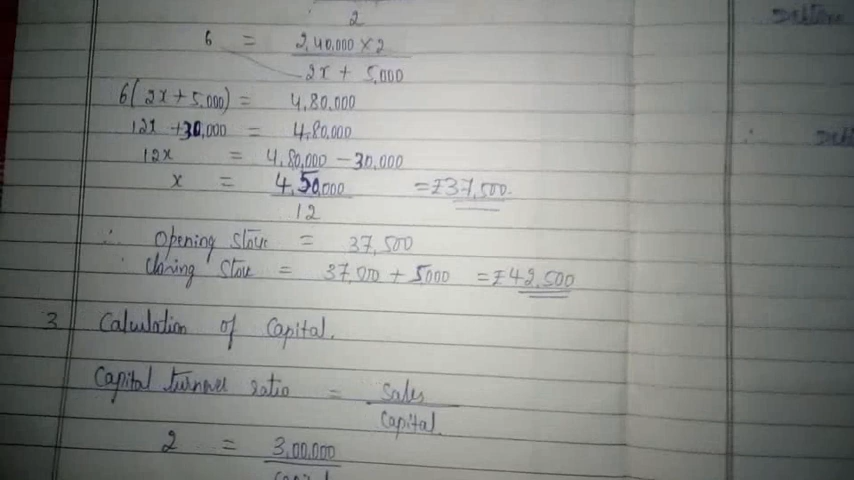 2
6 = 2,40,000 × 2
2x + 5,000
6(2x + 5,000) = 4,80,000
12x + 30,000 = 4,80,000
12x = 4,80,000 – 30,000
x = 4,50,000 = ₹37,500.
12
∴ Opening stock = 37,500
Closing stock = 37,500 + 5000 = ₹42,500
3 Calculation of Capital.
Capital turnover ratio = Sales
Capital
2 = 3,00,000
Capital
Debtors
∴